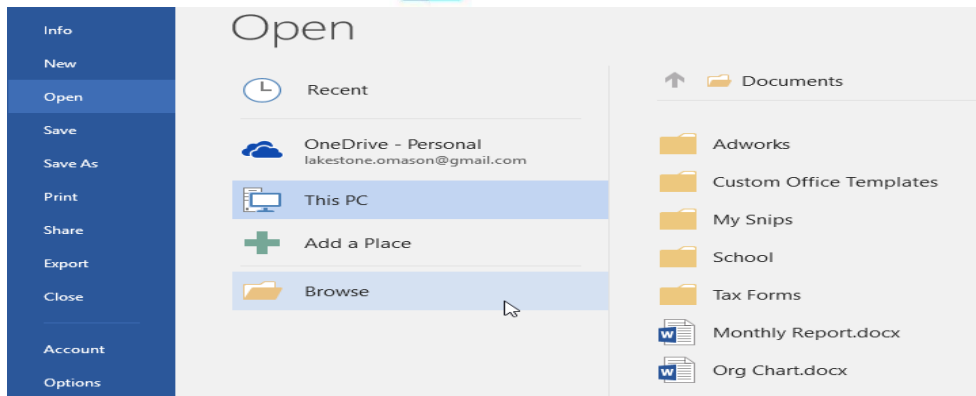 Open
Info
New
Open
Save
Save As
Print
Share
Export
Close
Account
Options
Recent
OneDrive - Personal
lakestone.omason@gmail.com
This PC
Add a Place
Browse
Documents
Adworks
Custom Office Templates
My Snips
School
Tax Forms
Monthly Report.docx
Org Chart.docx